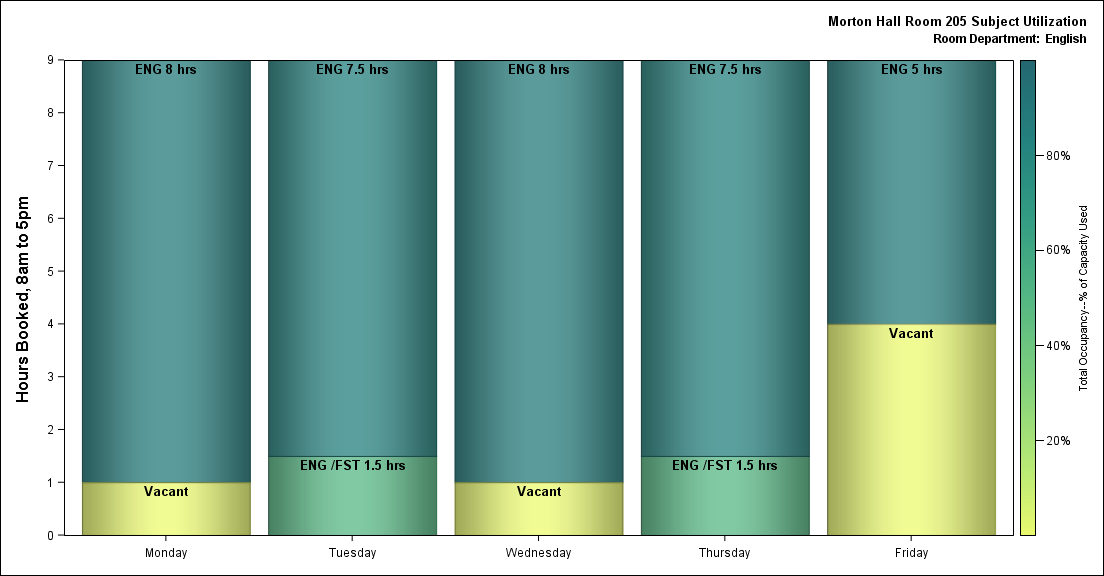 Morton Hall Room 205 Subject Utilization
Room Department: English
Hours Booked, 8am to 5pm
9
8
7
6
5
4
3
2
1
0
ENG 8 hrs
Vacant
ENG 7.5 hrs
ENG /FST 1.5 hrs
ENG 8 hrs
Vacant
ENG 7.5 hrs
ENG /FST 1.5 hrs
ENG 5 hrs
Vacant
Monday
Tuesday
Wednesday
Thursday
Friday
80%
60%
40%
20%
Total Occupancy--% of Capacity Used